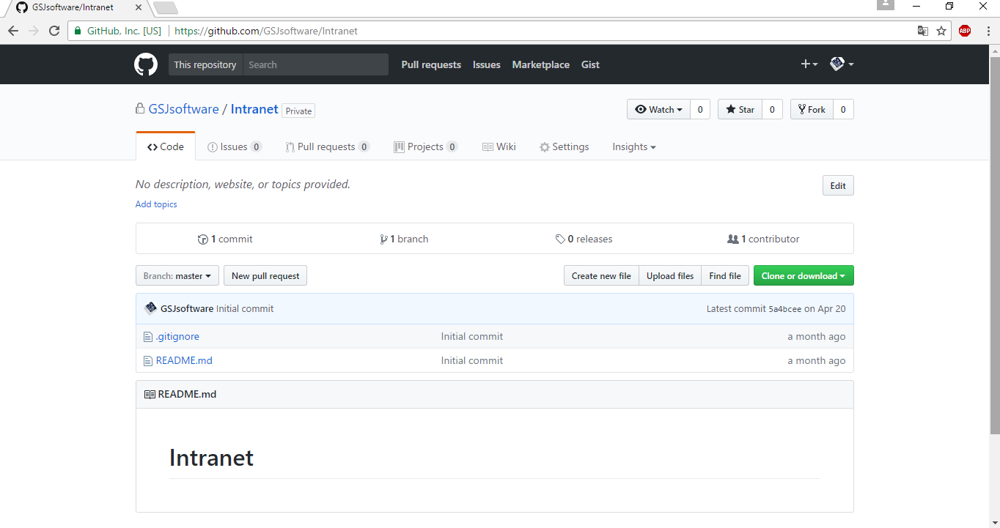 GSJsoftware/Intranet
GitHub, Inc. [US] https://github.com/GSJsoftware/Intranet
ABP
This repository Search Pull requests Issues Marketplace Gist
GSJsoftware / Intranet Private
Watch 0 Star 0 Fork 0
Code Issues 0 Pull requests 0 Projects 0 Wiki Settings Insights
No description, website, or topics provided.
Edit
Add topics
1 commit 1 branch 0 releases 1 contributor
Branch: master New pull request Create new file Upload files Find file Clone or download
GSJsoftware Initial commit Latest commit 5a4bcee on Apr 20
.gitignore Initial commit a month ago
README.md Initial commit a month ago
README.md
Intranet